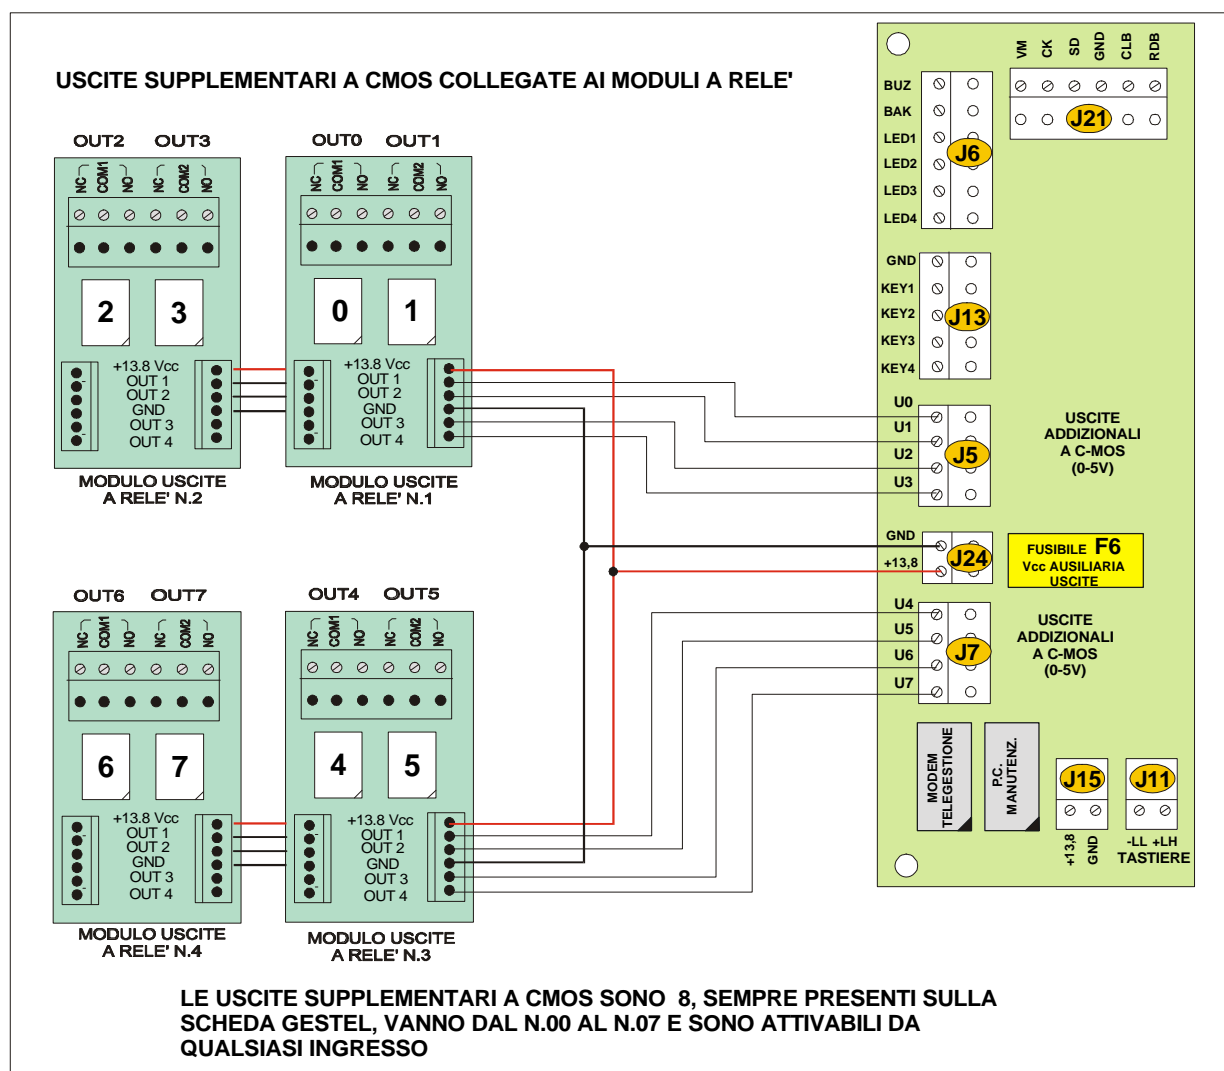 USCITE SUPPLEMENTARI A CMOS COLLEGATE AI MODULI A RELE'
OUT2 OUT3
NC COM1 NO NC COM2 NO
2 3
+13.8 Vcc
OUT 1
OUT 2
GND
OUT 3
OUT 4
MODULO USCITE
A RELE' N.2
OUT0 OUT1
NC COM1 NO NC COM2 NO
0 1
+13.8 Vcc
OUT 1
OUT 2
GND
OUT 3
OUT 4
MODULO USCITE
A RELE' N.1
OUT6 OUT7
NC COM1 NO NC COM2 NO
6 7
+13.8 Vcc
OUT 1
OUT 2
GND
OUT 3
OUT 4
MODULO USCITE
A RELE' N.4
OUT4 OUT5
NC COM1 NO NC COM2 NO
4 5
+13.8 Vcc
OUT 1
OUT 2
GND
OUT 3
OUT 4
MODULO USCITE
A RELE' N.3
VM CK SD GND CLB RDB
J21
BUZ
BAK
LED1
LED2
LED3
LED4
J6
GND
KEY1
KEY2
KEY3
KEY4
J13
U0
U1
U2
U3
J5
USCITE
ADDIZIONALI
A C-MOS
(0-5V)
GND
+13,8
J24
FUSIBILE F6
Vcc AUSILIARIA
USCITE
U4
U5
U6
U7
J7
USCITE
ADDIZIONALI
A C-MOS
(0-5V)
MODEM
TELEGESTIONE
P.C.
MANUTENZ.
J15
+13,8 GND
J11
-LL +LH
TASTIERE
LE USCITE SUPPLEMENTARI A CMOS SONO 8, SEMPRE PRESENTI SULLA
SCHEDA GESTEL, VANNO DAL N.00 AL N.07 E SONO ATTIVABILI DA
QUALSIASI INGRESSO